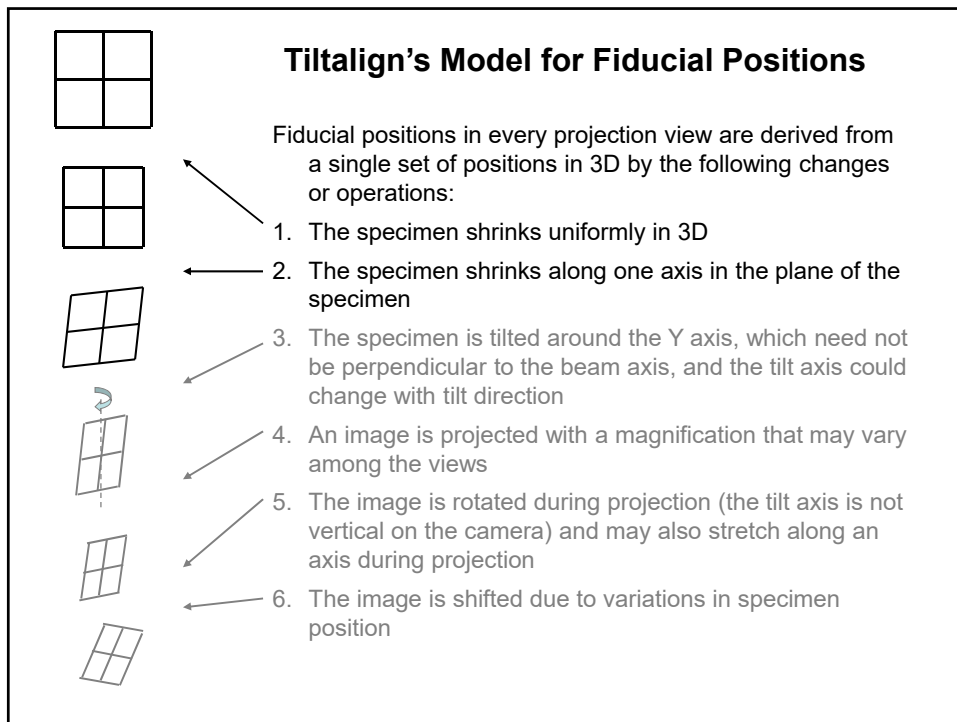 Tiltalign’s Model for Fiducial Positions
Fiducial positions in every projection view are derived from
a single set of positions in 3D by the following changes
or operations:
1. The specimen shrinks uniformly in 3D
2. The specimen shrinks along one axis in the plane of the
specimen
3. The specimen is tilted around the Y axis, which need not
be perpendicular to the beam axis, and the tilt axis could
change with tilt direction
4. An image is projected with a magnification that may vary
among the views
5. The image is rotated during projection (the tilt axis is not
vertical on the camera) and may also stretch along an
axis during projection
6. The image is shifted due to variations in specimen
position